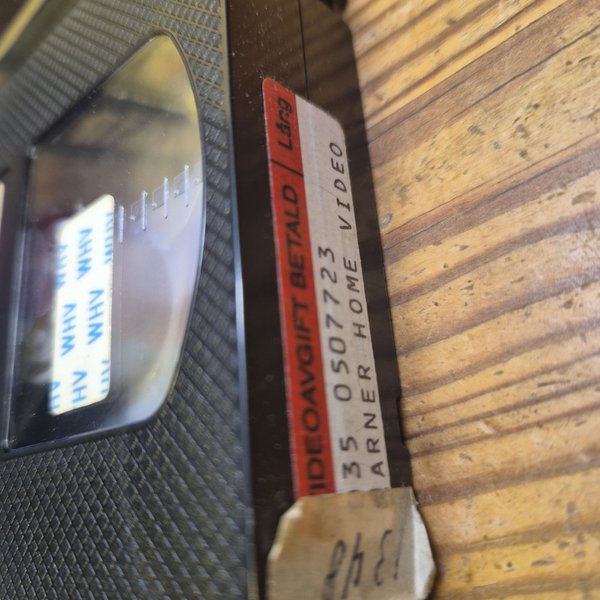 IDEOAVGIFT BETALD | Lång
35 0507723
ARNER HOME VIDEO
WHV WHV
WHV WHV